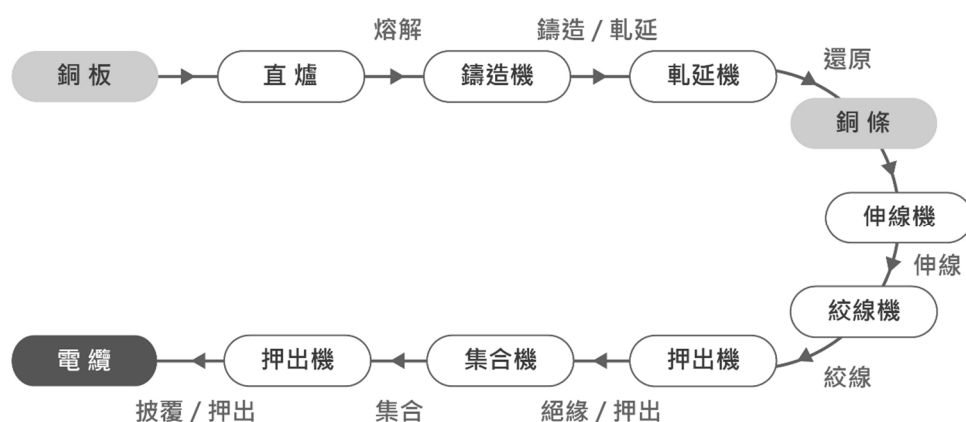 熔解
鑄造 / 軋延
銅板
直爐
鑄造機
軋延機
還原
銅條
伸線機
伸線
絞線機
絞線
押出機
絕緣 / 押出
集合機
集合
押出機
披覆 / 押出
電纜